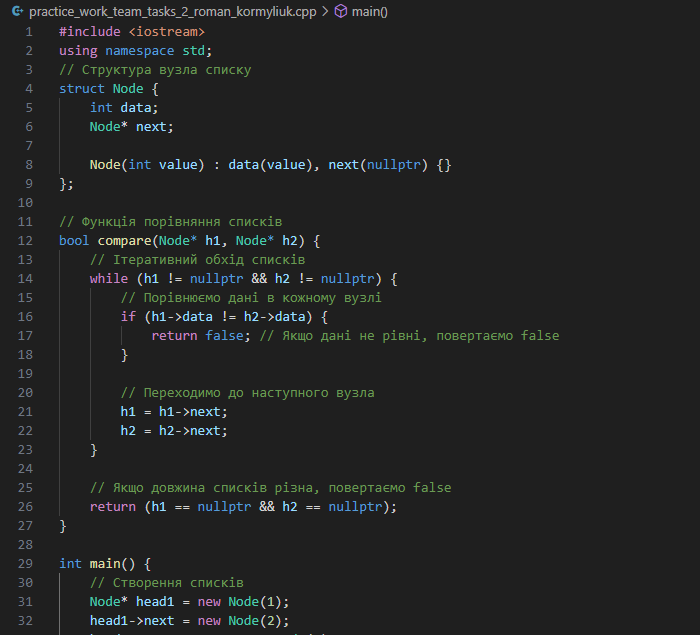 practice_work_team_tasks_2_roman_kormyliuk.cpp > main()
1 #include <iostream>
2 using namespace std;
3 // Структура вузла списку
4 struct Node {
5 int data;
6 Node* next;
7
8 Node(int value) : data(value), next(nullptr) {}
9 };
10
11 // Функція порівняння списків
12 bool compare(Node* h1, Node* h2) {
13 // Ітеративний обхід списків
14 while (h1 != nullptr && h2 != nullptr) {
15 // Порівнюємо дані в кожному вузлі
16 if (h1->data != h2->data) {
17 return false; // Якщо дані не рівні, повертаємо false
18 }
19
20 // Переходимо до наступного вузла
21 h1 = h1->next;
22 h2 = h2->next;
23 }
24
25 // Якщо довжина списків різна, повертаємо false
26 return (h1 == nullptr && h2 == nullptr);
27 }
28
29 int main() {
30 // Створення списків
31 Node* head1 = new Node(1);
32 head1->next = new Node(2);